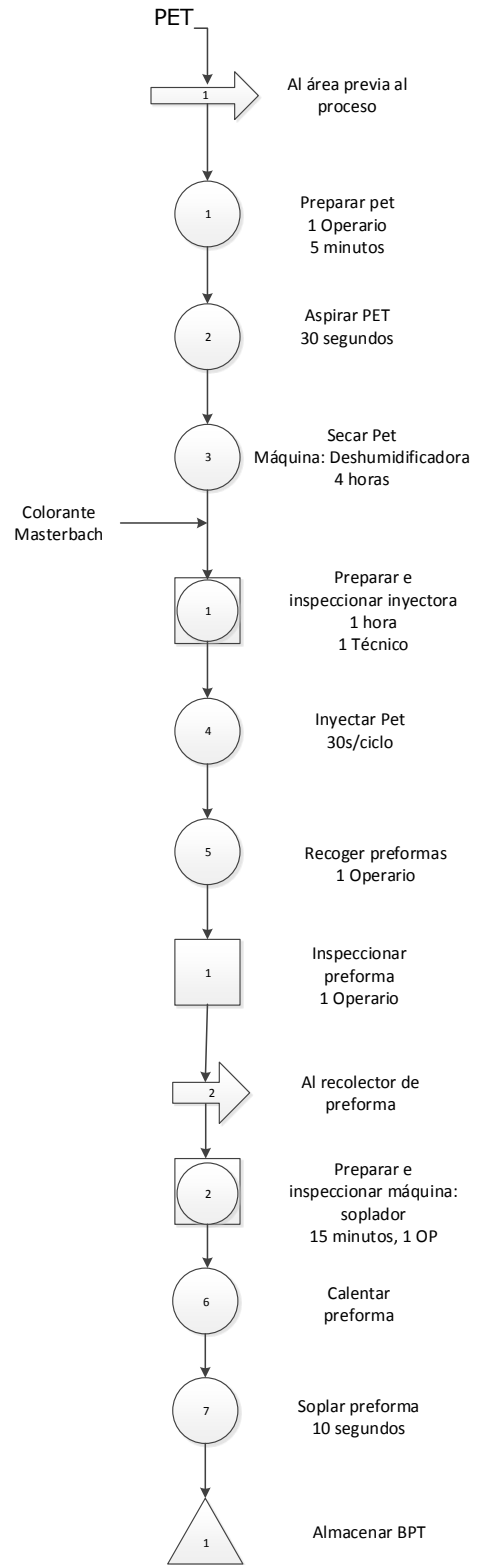 PET
1
Al área previa al
proceso
1
Preparar pet
1 Operario
5 minutos
2
Aspirar PET
30 segundos
3
Secar Pet
Máquina: Deshumidificadora
4 horas
Colorante
Masterbach
1
Preparar e
inspeccionar inyectora
1 hora
1 Técnico
4
Inyectar Pet
30s/ciclo
5
Recoger preformas
1 Operario
1
Inspeccionar
preforma
1 Operario
2
Al recolector de
preforma
2
Preparar e
inspeccionar máquina:
soplador
15 minutos, 1 OP
6
Calentar
preforma
7
Soplar preforma
10 segundos
1
Almacenar BPT